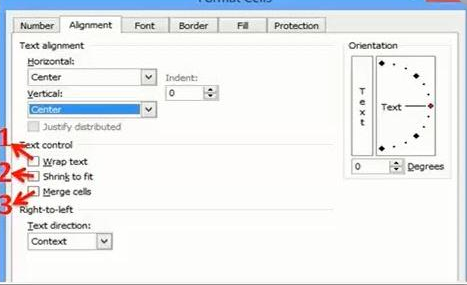 Format Cells
Number Alignment Font Border Fill Protection
Text alignment
Orientation
Horizontal:
Center
Indent:
Vertical:
0
Center
Text
Text
Justify distributed
Text control
1
Wrap text
2
Shrink to fit
0 Degrees
3
Merge cells
Right-to-left
Text direction:
Context